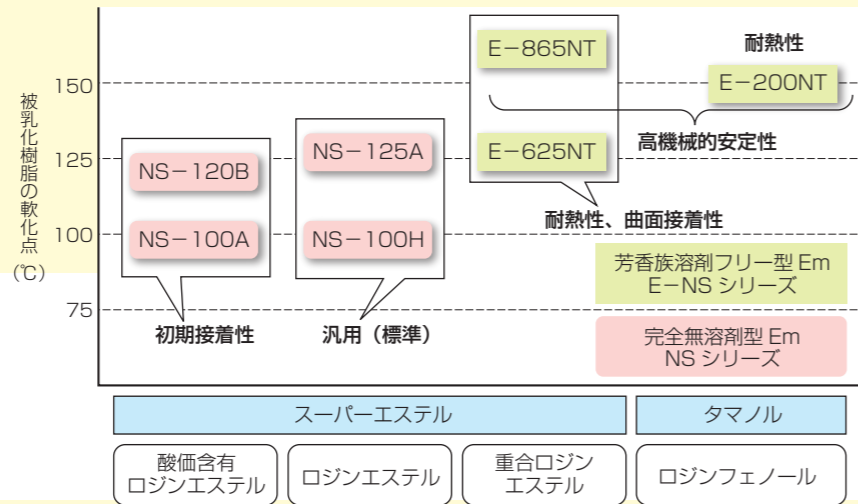 被乳化樹脂の軟化点
(℃)
150
125
100
75
E−865NT
耐熱性
E−200NT
高機械的安定性
NS−125A
E−625NT
NS−120B
耐熱性、曲面接着性
NS−100A
NS−100H
芳香族溶剤フリー型 Em
E−NS シリーズ
初期接着性
汎用（標準）
完全無溶剤型 Em
NS シリーズ
スーパーエステル
タマノル
酸価含有
ロジンエステル
ロジンエステル
重合ロジン
エステル
ロジンフェノール